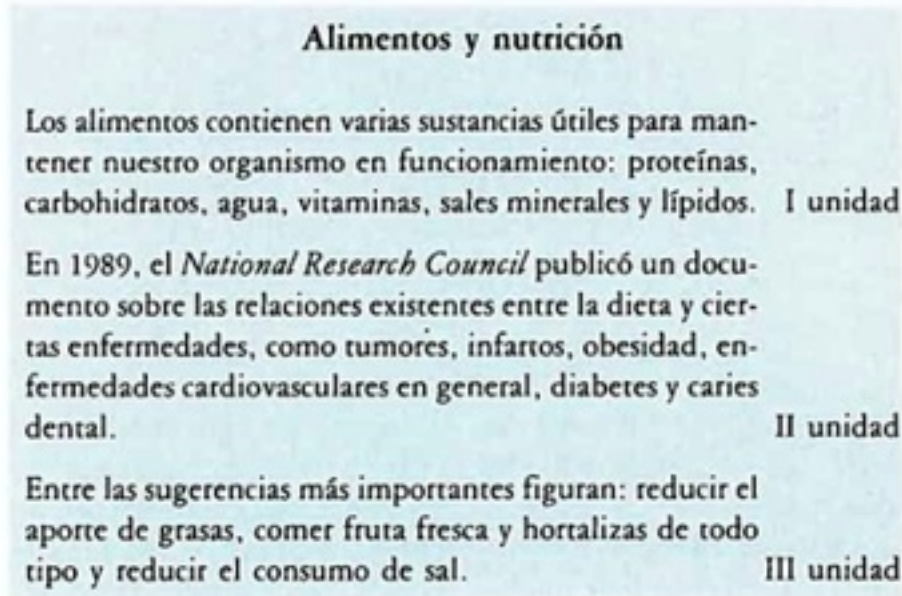 Alimentos y nutrición
Los alimentos contienen varias sustancias útiles para man-
tener nuestro organismo en funcionamiento: proteínas,
carbohidratos, agua, vitaminas, sales minerales y lípidos. I unidad
En 1989, el National Research Council publicó un docu-
mento sobre las relaciones existentes entre la dieta y cier-
tas enfermedades, como tumores, infartos, obesidad, en-
fermedades cardiovasculares en general, diabetes y caries
dental. II unidad
Entre las sugerencias más importantes figuran: reducir el
aporte de grasas, comer fruta fresca y hortalizas de todo
tipo y reducir el consumo de sal. III unidad